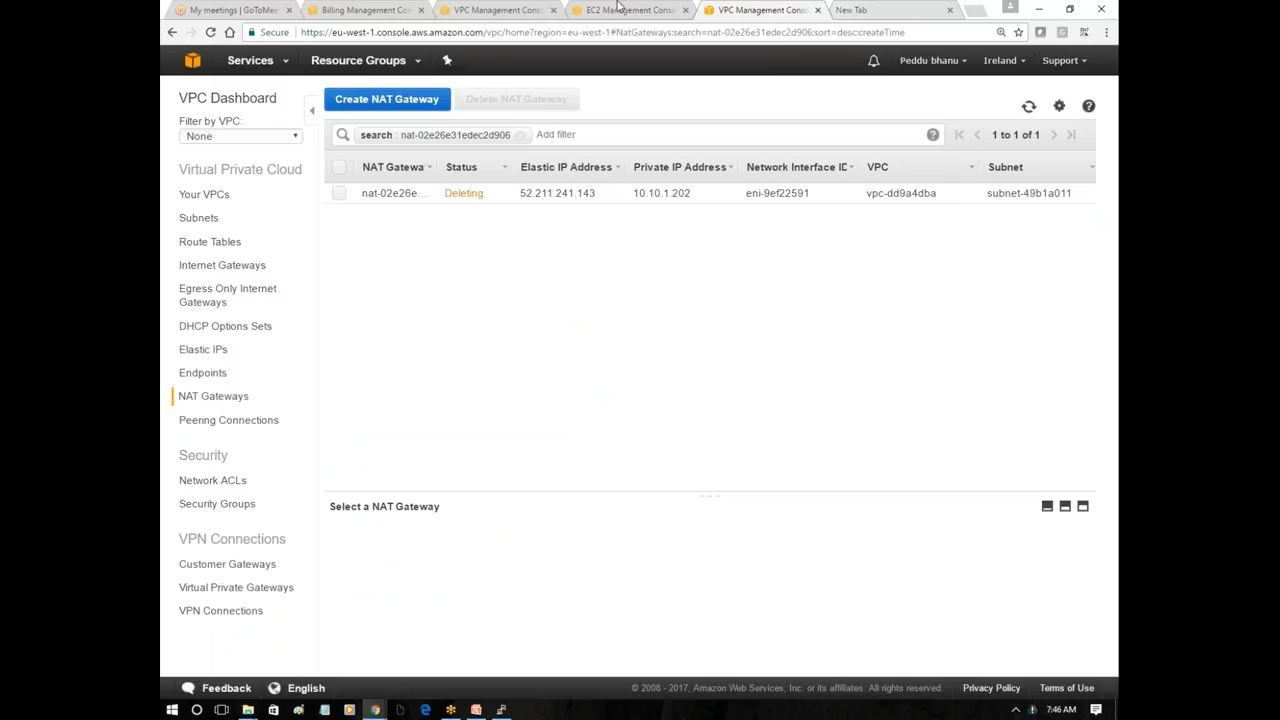 My meetings | GoToMee
Billing Management Con
VPC Management Conso
EC2 Management Conso
VPC Management Conso
New Tab
Secure
https://eu-west-1.console.aws.amazon.com/vpc/home?region=eu-west-1#NatGateways:search=nat-02e26e31edec2d906;sort=desc:createTime
Services
Resource Groups
Peddu bhanu
Ireland
Support
VPC Dashboard
Filter by VPC:
None
Virtual Private Cloud
Your VPCs
Subnets
Route Tables
Internet Gateways
Egress Only Internet
Gateways
DHCP Options Sets
Elastic IPs
Endpoints
NAT Gateways
Peering Connections
Security
Network ACLs
Security Groups
VPN Connections
Customer Gateways
Virtual Private Gateways
VPN Connections
Create NAT Gateway
Delete NAT Gateway
search : nat-02e26e31edec2d906
Add filter
1 to 1 of 1
NAT Gatewa
Status
Elastic IP Address
Private IP Address
Network Interface ID
VPC
Subnet
nat-02e26e...
Deleting
52.211.241.143
10.10.1.202
eni-9ef22591
vpc-dd9a4dba
subnet-49b1a011
Select a NAT Gateway
Feedback
English
© 2008 - 2017, Amazon Web Services, Inc. or its affiliates. All rights reserved.
Privacy Policy
Terms of Use
7:46 AM